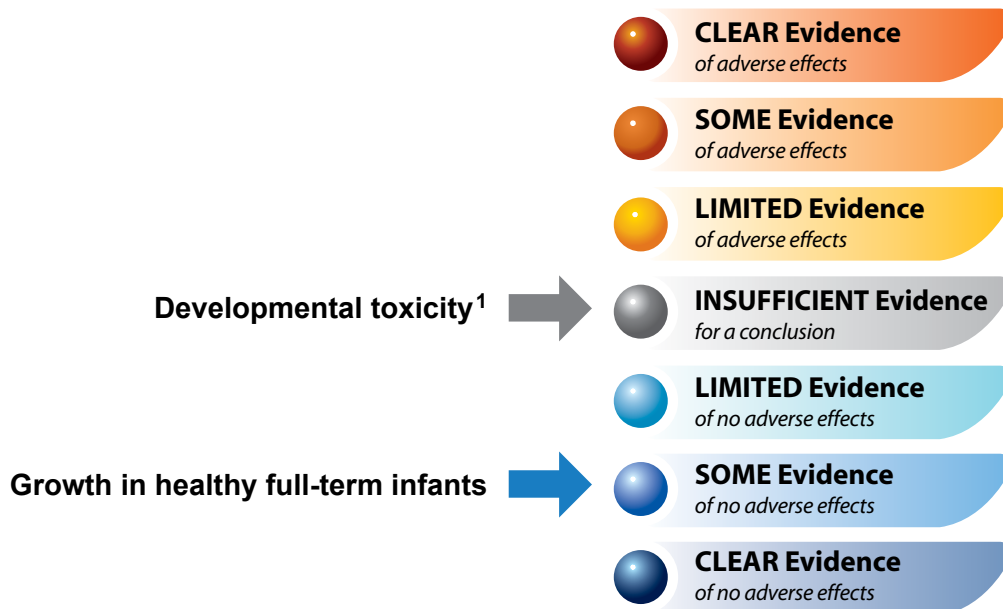 CLEAR Evidence
of adverse effects
SOME Evidence
of adverse effects
LIMITED Evidence
of adverse effects
Developmental toxicity¹
INSUFFICIENT Evidence
for a conclusion
LIMITED Evidence
of no adverse effects
Growth in healthy full-term infants
SOME Evidence
of no adverse effects
CLEAR Evidence
of no adverse effects